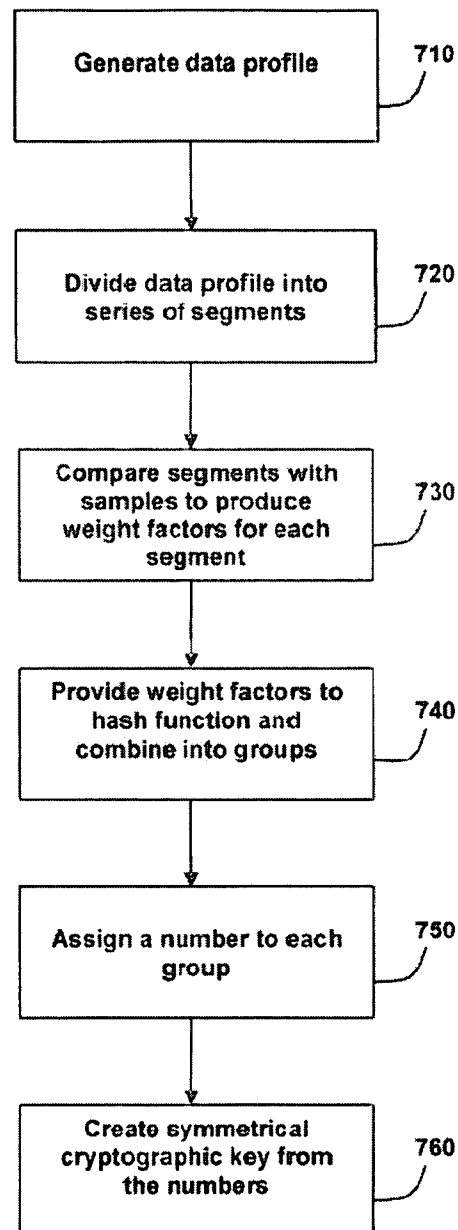 Generate data profile
710
Divide data profile into
series of segments
720
Compare segments with
samples to produce
weight factors for each
segment
730
Provide weight factors to
hash function and
combine into groups
740
Assign a number to each
group
750
Create symmetrical
cryptographic key from
the numbers
760